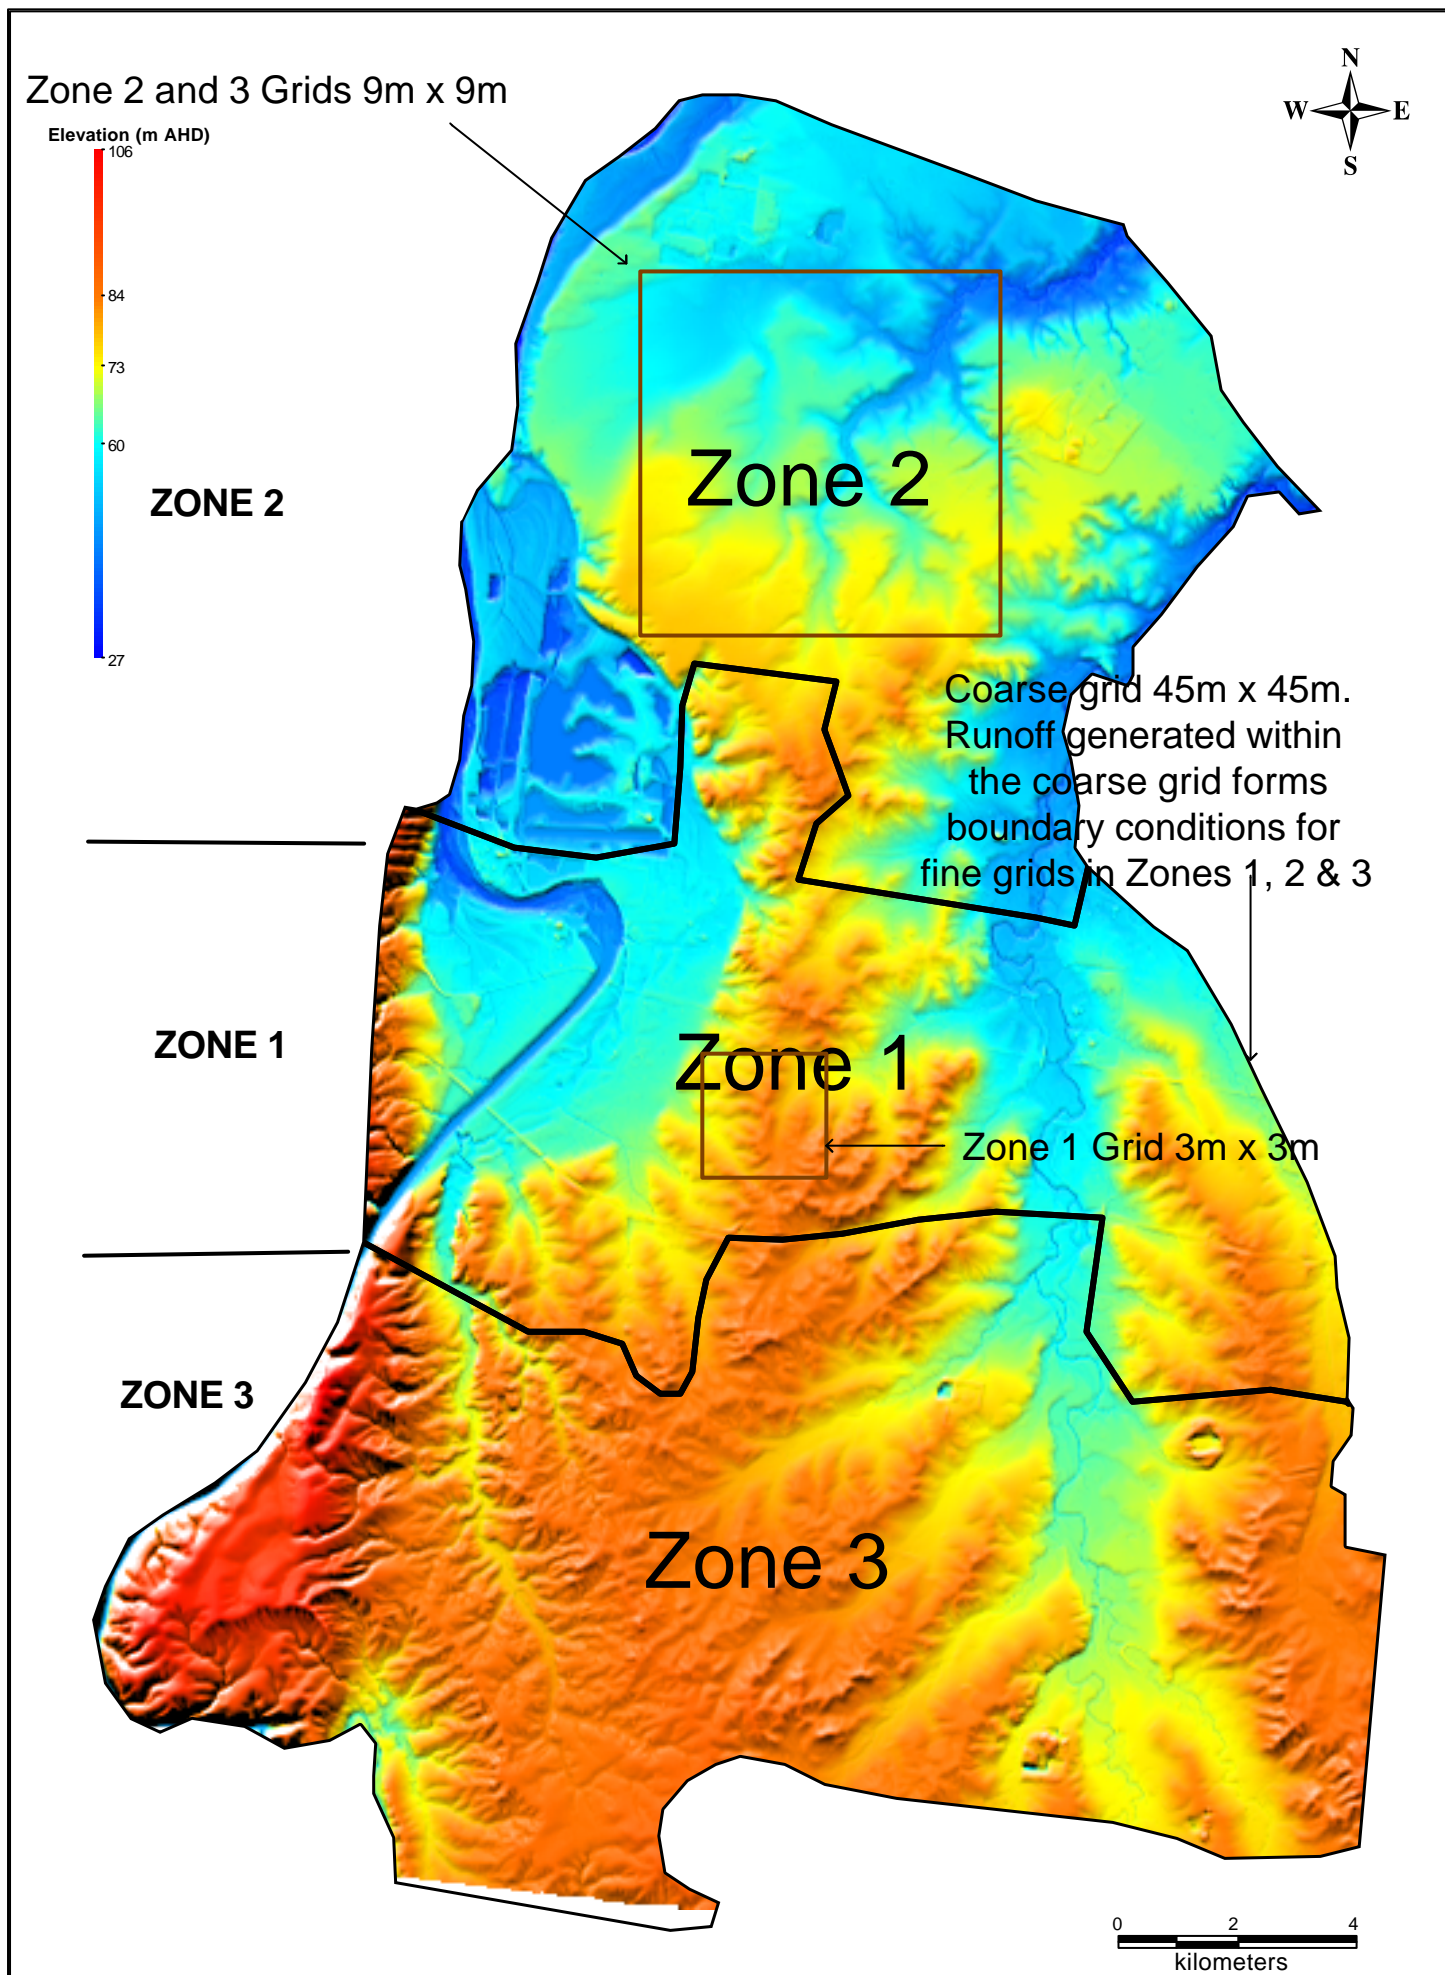 N
Zone 2 and 3 Grids 9m x 9m
W E
Elevation (m AHD)
106
S
84
73
60
Zone 2
ZONE 2
27
Coarse grid 45m x 45m.
Runoff generated within
the coarse grid forms
boundary conditions for
fine grids in Zones 1, 2 & 3
ZONE 1
Zone 1
Zone 1 Grid 3m x 3m
ZONE 3
Zone 3
0 2 4
kilometers